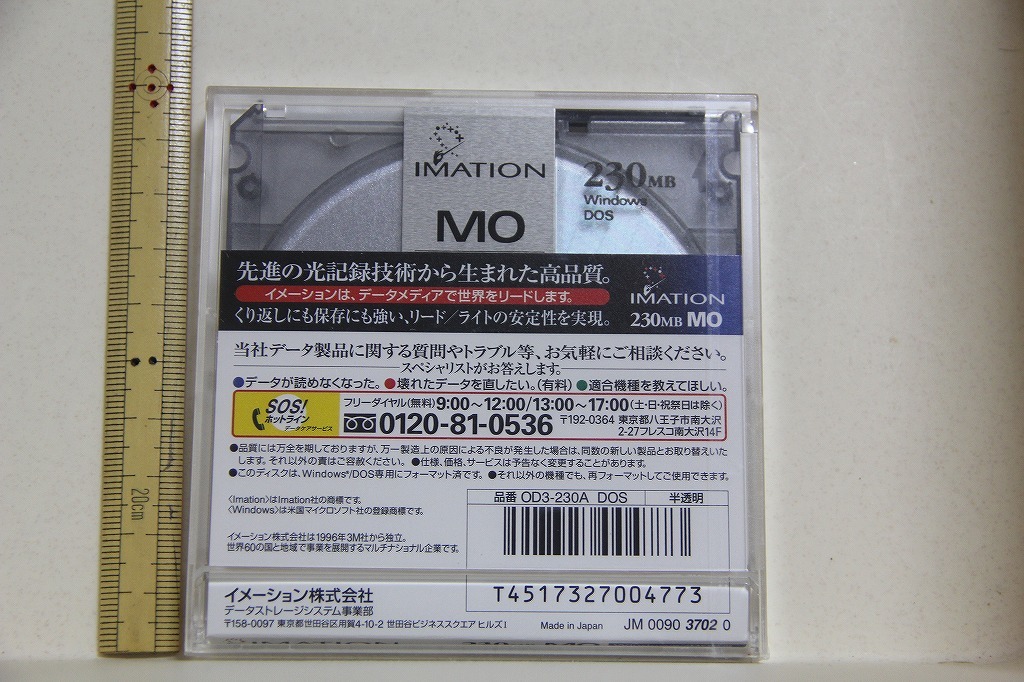 IMATION
MO
230MB
Windows
DOS
先進の光記録技術から生まれた高品質。
イメーションは、データメディアで世界をリードします。
くり返しにも保存にも強い、リード／ライトの安定性を実現。
IMATION
230MB MO
当社データ製品に関する質問やトラブル等、お気軽にご相談ください。
スペシャリストがお答えします。
●データが読めなくなった。●壊れたデータを直したい。(有料) ●適合機種を教えてほしい。
SOS!
ホットライン
データケアサービス
フリーダイヤル(無料) 9:00～12:00/13:00～17:00 (土・日・祝祭日は除く)
0120-81-0536
〒192-0364 東京都八王子市南大沢
2-27フレスコ南大沢14F
●品質には万全を期しておりますが、万一製造上の原因による不良が発生した場合は、同数の新しい製品とお取り替えいた
します。それ以外の責はご容赦ください。●仕様、価格、サービスは予告なく変更することがあります。
●このディスクは、Windows®/DOS専用にフォーマット済です。●それ以外の機種でも、再フォーマットしてご使用できます。
〈Imation〉はImation社の商標です。
〈Windows〉は米国マイクロソフト社の登録商標です。
イメーション株式会社は1996年3M社から独立。
世界60の国と地域で事業を展開するマルチナショナル企業です。
品番 OD3-230A DOS 半透明
T4517327004773
イメーション株式会社
データストレージシステム事業部
〒158-0097 東京都世田谷区用賀4-10-2 世田谷ビジネススクエア ヒルズI
Made in Japan JM 0090 3702 0
20cm